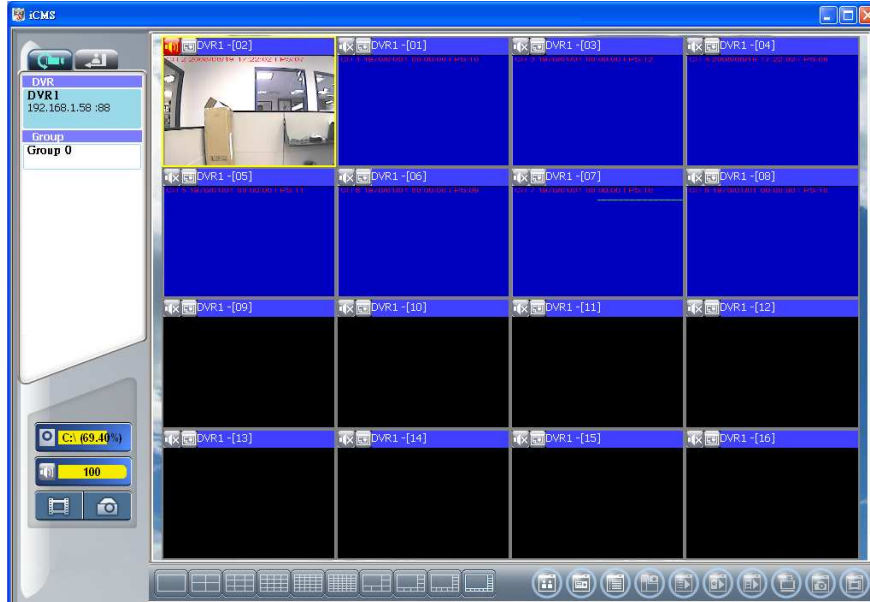 iCMS
DVR
DVR1
192.168.1.58 :88
Group
Group 0
C:\ (69.40%)
100
DVR1 -[02]
DVR1 -[01]
DVR1 -[03]
DVR1 -[04]
DVR1 -[05]
DVR1 -[06]
DVR1 -[07]
DVR1 -[08]
DVR1 -[09]
DVR1 -[10]
DVR1 -[11]
DVR1 -[12]
DVR1 -[13]
DVR1 -[14]
DVR1 -[15]
DVR1 -[16]